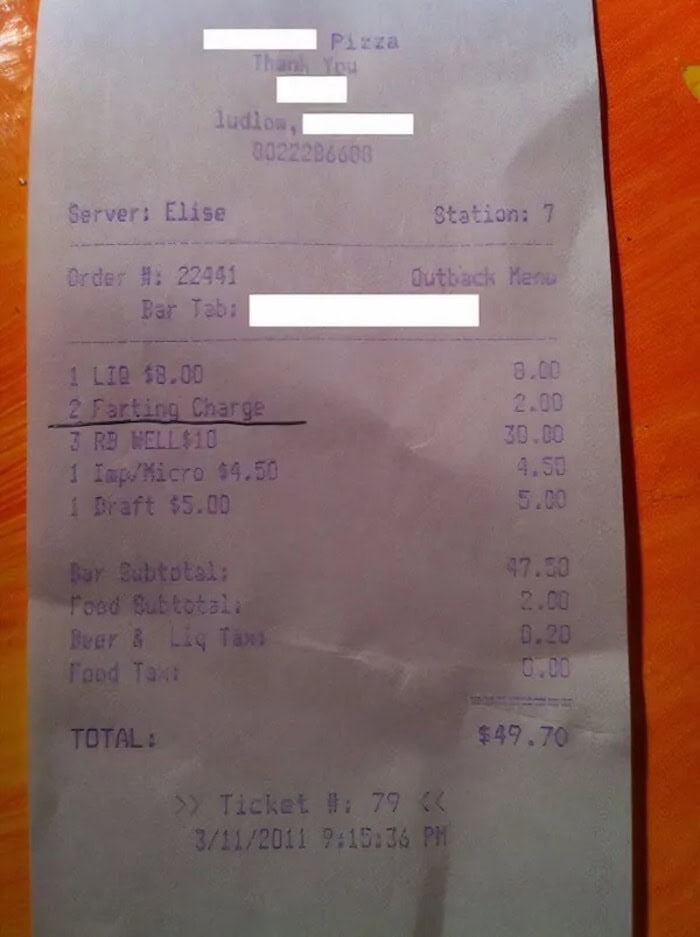 Pizza
Thank You
ludlow,
8022286688
Server: Elise Station: 7
Order #: 22441 Outback Menu
Bar Tab:
1 LIQ $8.00 8.00
2 Farting Charge 2.00
3 RB WELL$10 30.00
1 Imp/Micro $4.50 4.50
1 Draft $5.00 5.00
Bar Subtotal: 47.50
Food Subtotal: 2.00
Beer & Liq Tax: 0.20
Food Tax: 0.00
TOTAL: $49.70
>> Ticket #: 79 <<
3/11/2011 9:15:36 PM